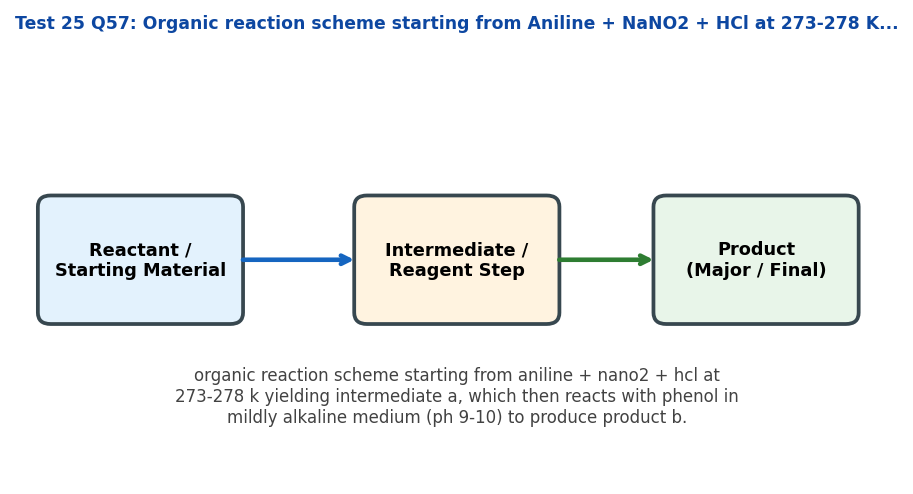 Test 25 Q57: Organic reaction scheme starting from Aniline + NaNO2 + HCl at 273-278 K...
Reactant /
Starting Material
Intermediate /
Reagent Step
Product
(Major / Final)
organic reaction scheme starting from aniline + nano2 + hcl at
273-278 k yielding intermediate a, which then reacts with phenol in
mildly alkaline medium (ph 9-10) to produce product b.